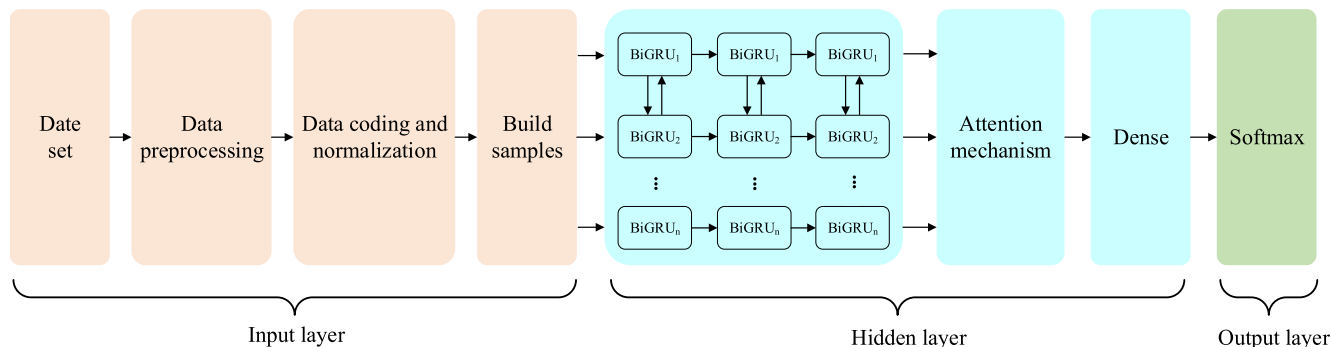 Date
set
Data
preprocessing
Data coding and
normalization
Build
samples
BiGRU₁
BiGRU₁
BiGRU₁
BiGRU₂
BiGRU₂
BiGRU₂
BiGRUₙ
BiGRUₙ
BiGRUₙ
Attention
mechanism
Dense
Softmax
Input layer
Hidden layer
Output layer